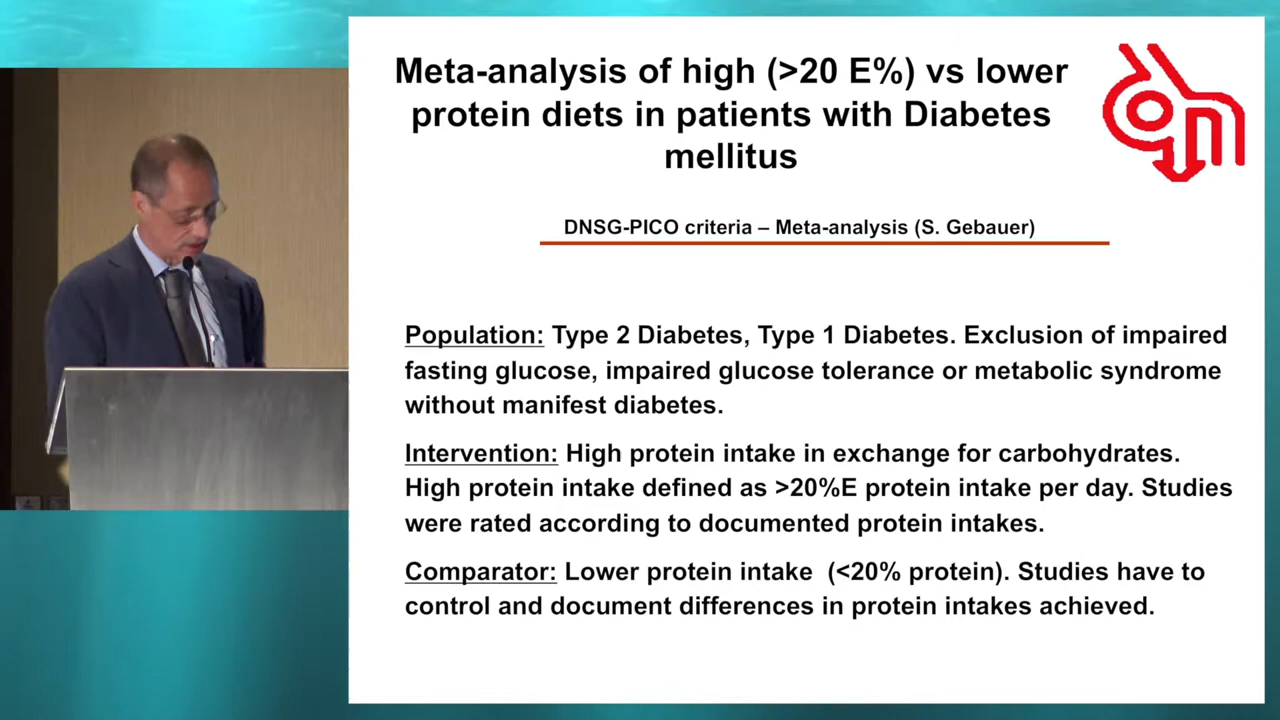 Meta-analysis of high (>20 E%) vs lower
protein diets in patients with Diabetes
mellitus
DNSG-PICO criteria – Meta-analysis (S. Gebauer)
Population: Type 2 Diabetes, Type 1 Diabetes. Exclusion of impaired
fasting glucose, impaired glucose tolerance or metabolic syndrome
without manifest diabetes.
Intervention: High protein intake in exchange for carbohydrates.
High protein intake defined as >20%E protein intake per day. Studies
were rated according to documented protein intakes.
Comparator: Lower protein intake (<20% protein). Studies have to
control and document differences in protein intakes achieved.